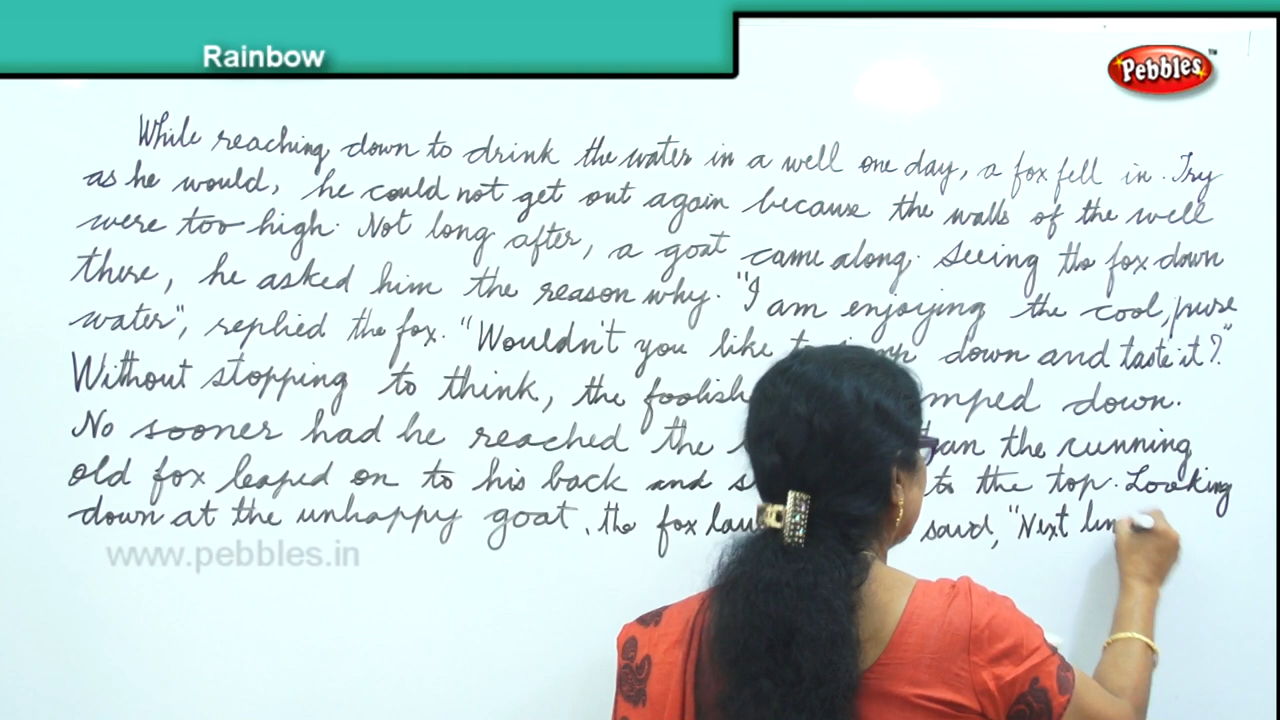 Rainbow
Pebbles™
While reaching down to drink the water in a well one day, a fox fell in. Try
as he would, he could not get out again because the walls of the well
were too high. Not long after, a goat came along. Seeing the fox down
there, he asked him the reason why. "I am enjoying the cool, pure
water", replied the fox. "Wouldn't you like to jump down and taste it?"
Without stopping to think, the foolish mped down.
No sooner had he reached the an the cunning
old fox leaped on to his back and s to the top. Looking
down at the unhappy goat, the fox lau said, "Next
www.pebbles.in